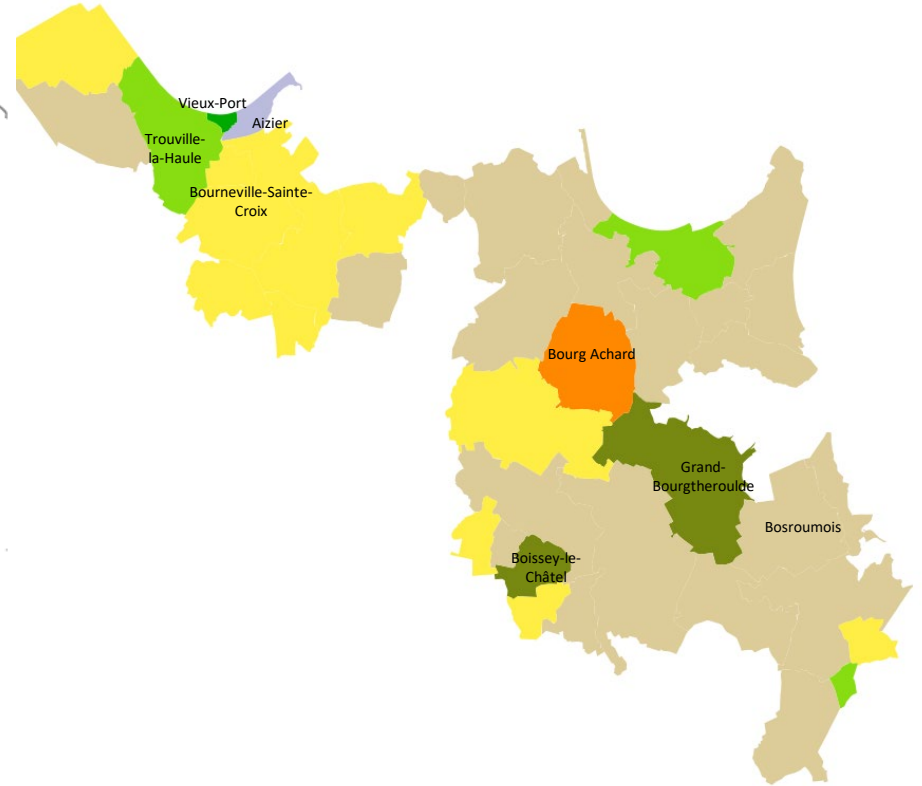 Vieux-Port
Aizier
Trouville-
la-Haule
Bourneville-Sainte-
Croix
Bourg Achard
Grand-
Bourgtheroulde
Bosroumois
Boissey-le-
Châtel